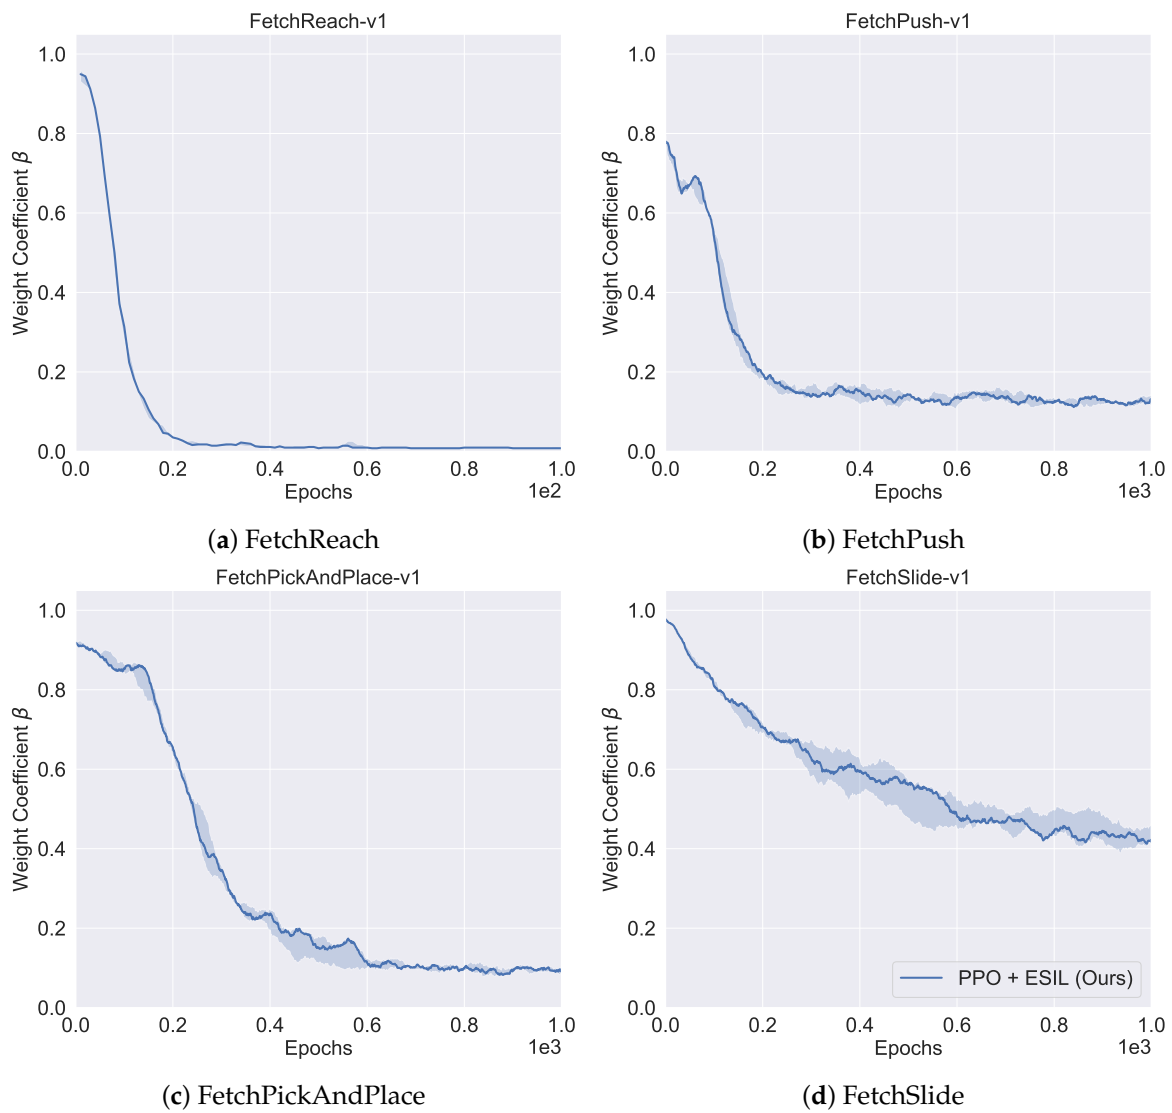 FetchReach-v1
1.0
0.8
0.6
0.4
0.2
0.0
Weight Coefficient β
0.0 0.2 0.4 0.6 0.8 1.0
Epochs
1e2
(a) FetchReach
FetchPush-v1
1.0
0.8
0.6
0.4
0.2
0.0
Weight Coefficient β
0.0 0.2 0.4 0.6 0.8 1.0
Epochs
1e3
(b) FetchPush
FetchPickAndPlace-v1
1.0
0.8
0.6
0.4
0.2
0.0
Weight Coefficient β
0.0 0.2 0.4 0.6 0.8 1.0
Epochs
1e3
(c) FetchPickAndPlace
FetchSlide-v1
1.0
0.8
0.6
0.4
0.2
0.0
Weight Coefficient β
PPO + ESIL (Ours)
0.0 0.2 0.4 0.6 0.8 1.0
Epochs
1e3
(d) FetchSlide